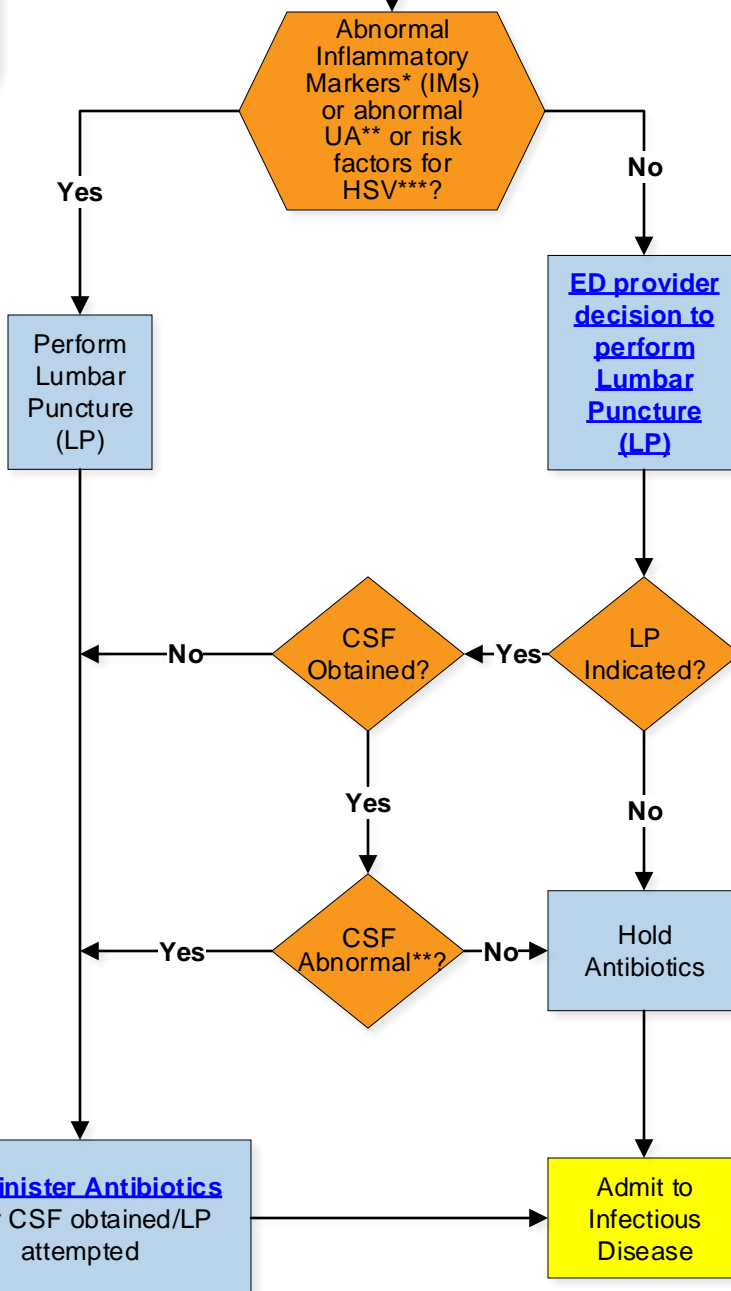 Abnormal
Inflammatory
Markers* (IMs)
or abnormal
UA** or risk
factors for
HSV***?
Yes
No
Perform
Lumbar
Puncture
(LP)
ED provider
decision to
perform
Lumbar
Puncture
(LP)
No
CSF
Obtained?
Yes
LP
Indicated?
Yes
No
Yes
CSF
Abnormal**?
No
Hold
Antibiotics
inister Antibiotics
CSF obtained/LP
attempted
Admit to
Infectious
Disease